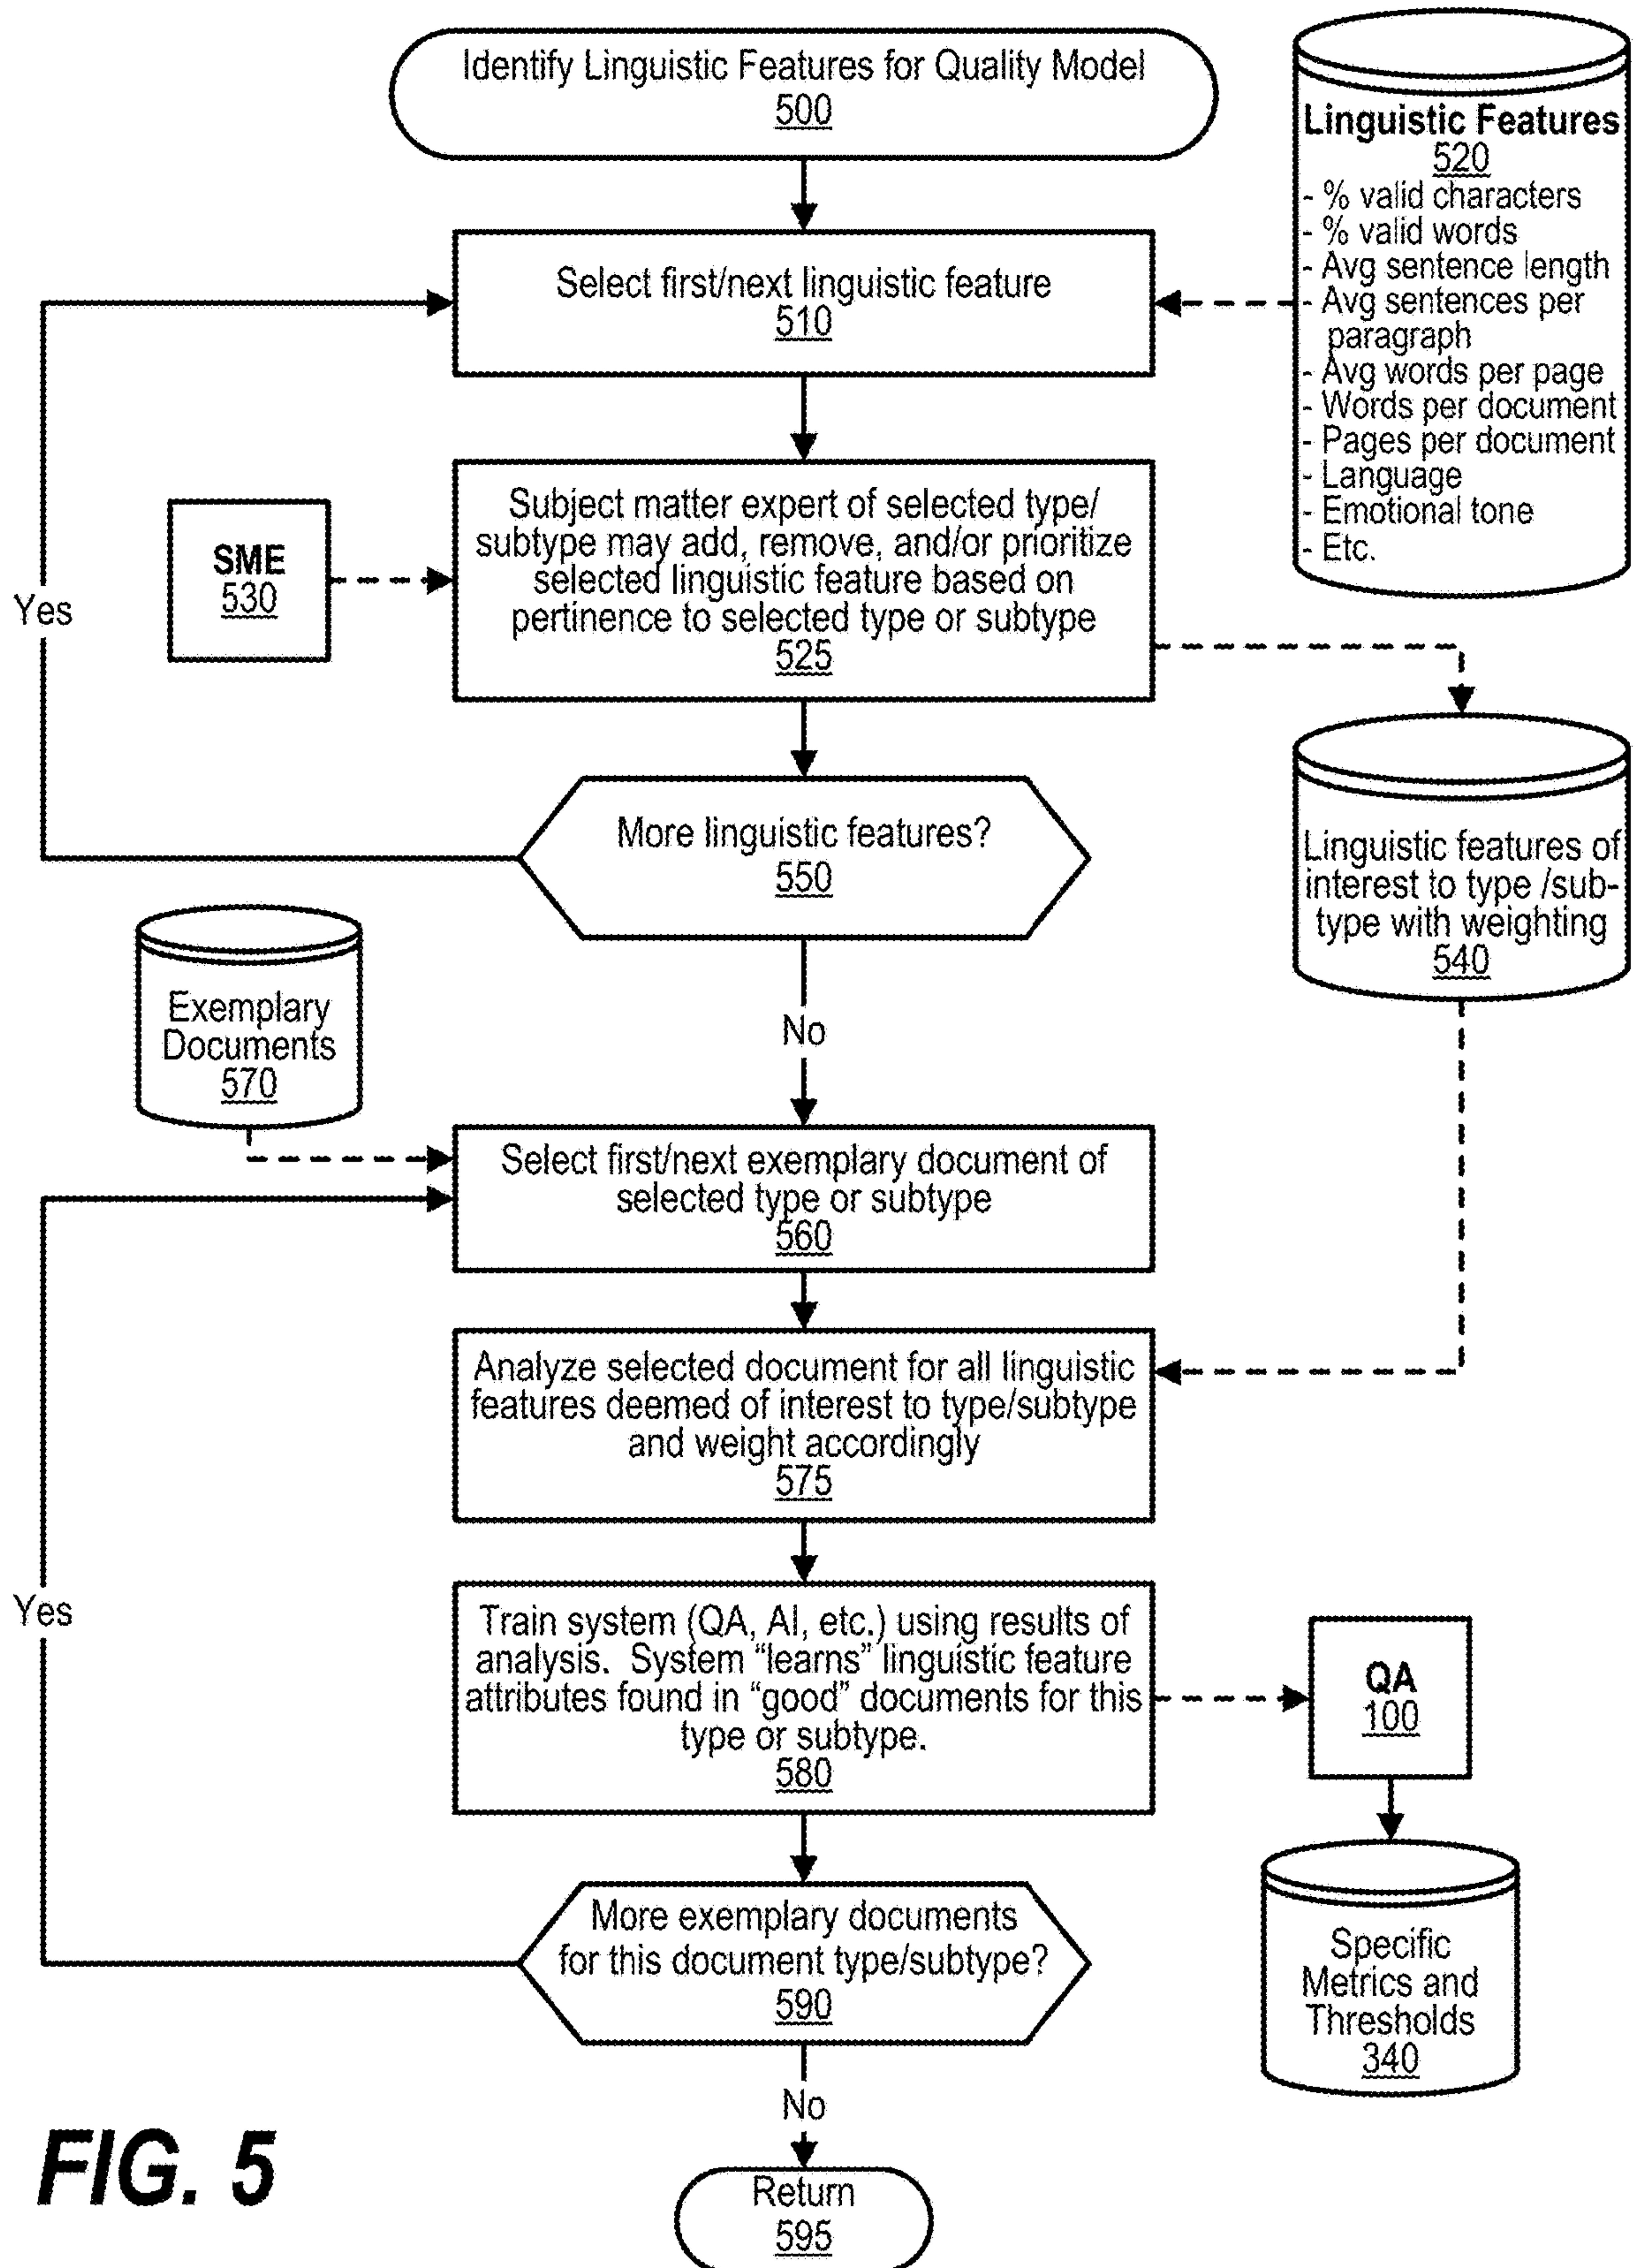 Identify Linguistic Features for Quality Model
500
Linguistic Features
520
- % valid characters
- % valid words
- Avg sentence length
- Avg sentences per
paragraph
- Avg words per page
- Words per document
- Pages per document
- Language
- Emotional tone
- Etc.
Select first/next linguistic feature
510
Subject matter expert of selected type/
subtype may add, remove, and/or prioritize
selected linguistic feature based on
pertinence to selected type or subtype
525
SME
530
Yes
More linguistic features?
550
Linguistic features of
interest to type /sub-
type with weighting
540
Exemplary
Documents
570
No
Select first/next exemplary document of
selected type or subtype
560
Analyze selected document for all linguistic
features deemed of interest to type/subtype
and weight accordingly
575
Yes
Train system (QA, AI, etc.) using results of
analysis. System “learns” linguistic feature
attributes found in “good” documents for this
type or subtype.
580
QA
100
More exemplary documents
for this document type/subtype?
590
Specific
Metrics and
Thresholds
340
No
Return
595
FIG. 5